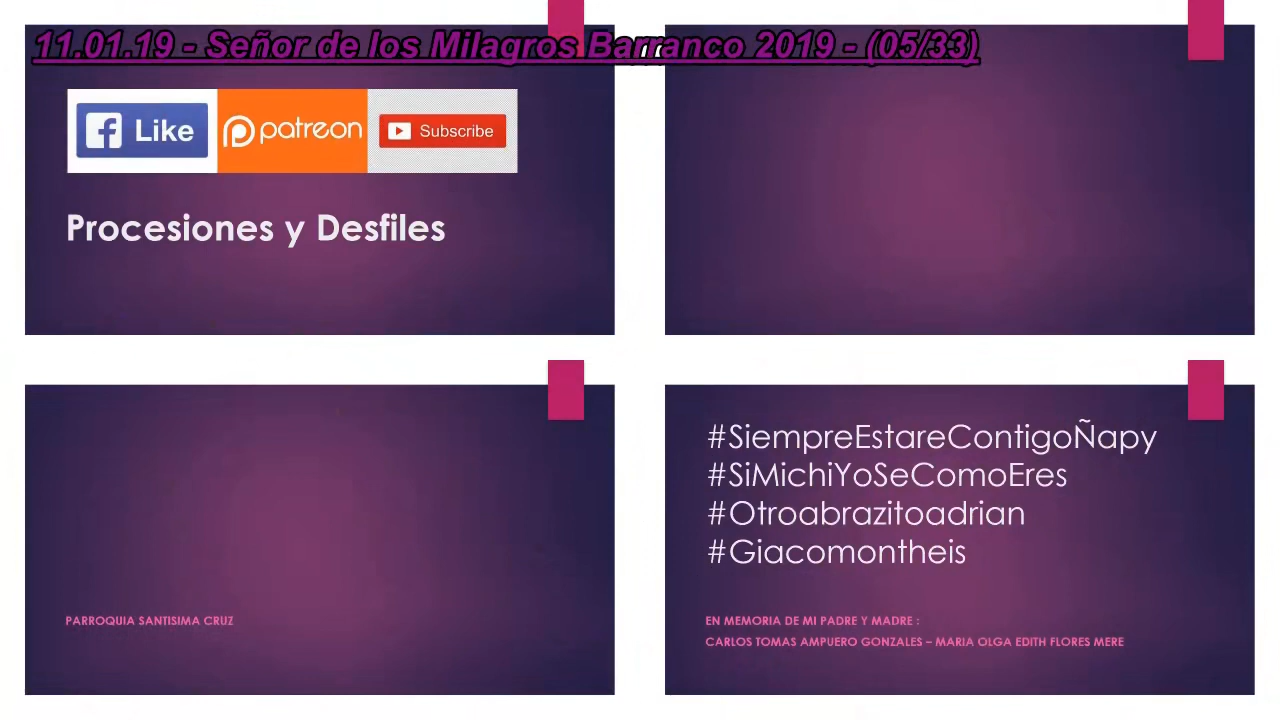 11.01.19 - Señor de los Milagros Barranco 2019 - (05/33)
Like
patreon
Subscribe
Procesiones y Desfiles
PARROQUIA SANTISIMA CRUZ
#SiempreEstareContigoÑapy
#SiMichiYoSeComoEres
#Otroabrazitoadrian
#Giacomontheis
EN MEMORIA DE MI PADRE Y MADRE :
CARLOS TOMAS AMPUERO GONZALES – MARIA OLGA EDITH FLORES MERE